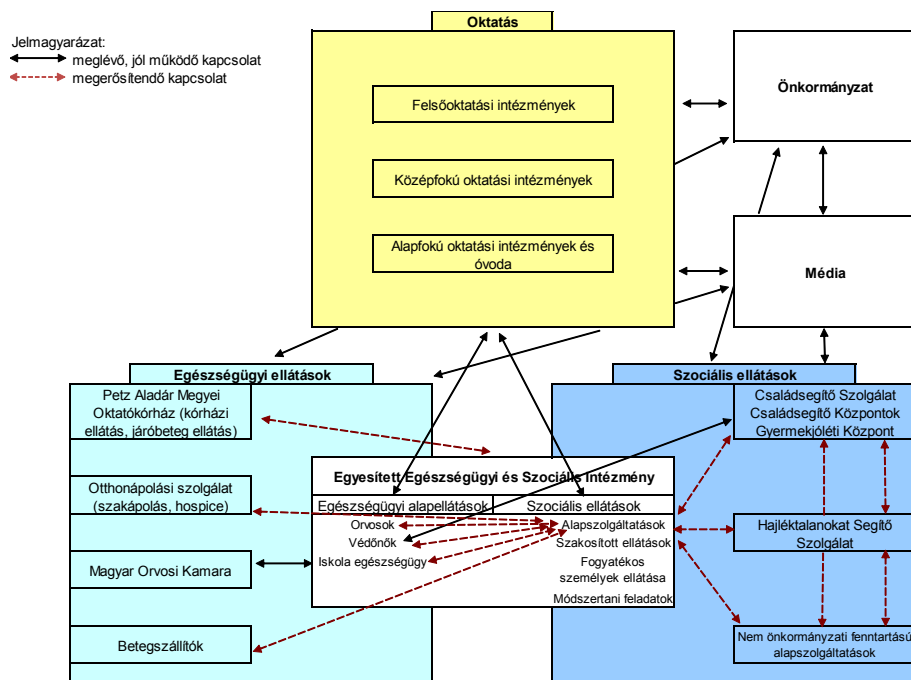 Oktatás
Jelmagyarázat:
meglévő, jól működő kapcsolat
megerősítendő kapcsolat
Felsőoktatási intézmények
Önkormányzat
Középfokú oktatási intézmények
Alapfokú oktatási intézmények és
óvoda
Média
Egészségügyi ellátások
Petz Aladár Megyei
Oktatókórház (kórházi
ellátás, járóbeteg ellátás)
Otthonápolási szolgálat
(szakápolás, hospice)
Magyar Orvosi Kamara
Betegszállítók
Egyesített Egészségügyi és Szociális Intézmény
Egészségügyi alapellátások
Orvosok
Védőnők
Iskola egészségügy
Szociális ellátások
Alapszolgáltatások
Szakosított ellátások
Fogyatékos
személyek ellátása
Módszertani feladatok
Szociális ellátások
Családsegítő Szolgálat
Családsegítő Központok
Gyermekjóléti Központ
Hajléktalanokat Segítő
Szolgálat
Nem önkormányzati fenntartású
alapszolgáltatások